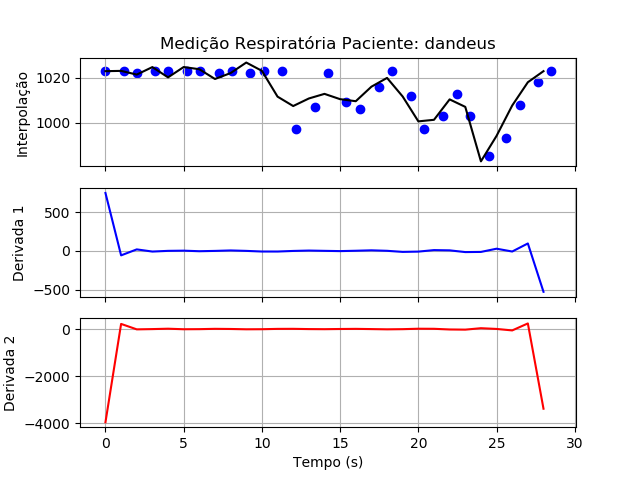 Medição Respiratória Paciente: dandeus
Interpolação
1020
1000
Derivada 1
500
0
−500
Derivada 2
0
−2000
−4000
0 5 10 15 20 25 30
Tempo (s)